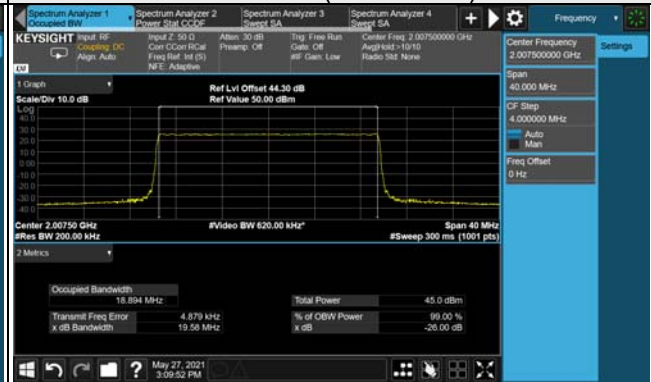 Spectrum Analyzer 1
Occupied BW
Spectrum Analyzer 2
Power Stat CCDF
Spectrum Analyzer 3
Swept SA
Spectrum Analyzer 4
Swept SA
+
Frequency
KEYSIGHT
Input: RF
Coupling: DC
Align: Auto
Input Z: 50 Ω
Corr CCorr RCal
Freq Ref: Int (S)
NFE: Adaptive
Atten: 30 dB
Preamp: Off
Trig: Free Run
Gate: Off
#IF Gain: Low
Center Freq: 2.007500000 GHz
Avg|Hold:>10/10
Radio Std: None
Center Frequency
2.007500000 GHz
Settings
Span
40.000 MHz
CF Step
4.000000 MHz
Auto
Man
Freq Offset
0 Hz
1 Graph
Scale/Div 10.0 dB
Ref Lvl Offset 44.30 dB
Ref Value 50.00 dBm
Log
40.0
30.0
20.0
10.0
0.00
-10.0
-20.0
-30.0
-40.0
Center 2.00750 GHz
#Res BW 200.00 kHz
#Video BW 620.00 kHz*
Span 40 MHz
#Sweep 300 ms (1001 pts)
2 Metrics
Occupied Bandwidth
18.894 MHz
Total Power 45.0 dBm
Transmit Freq Error 4.879 kHz
% of OBW Power 99.00 %
x dB Bandwidth 19.58 MHz
x dB -26.00 dB
?
May 27, 2021
3:09:52 PM